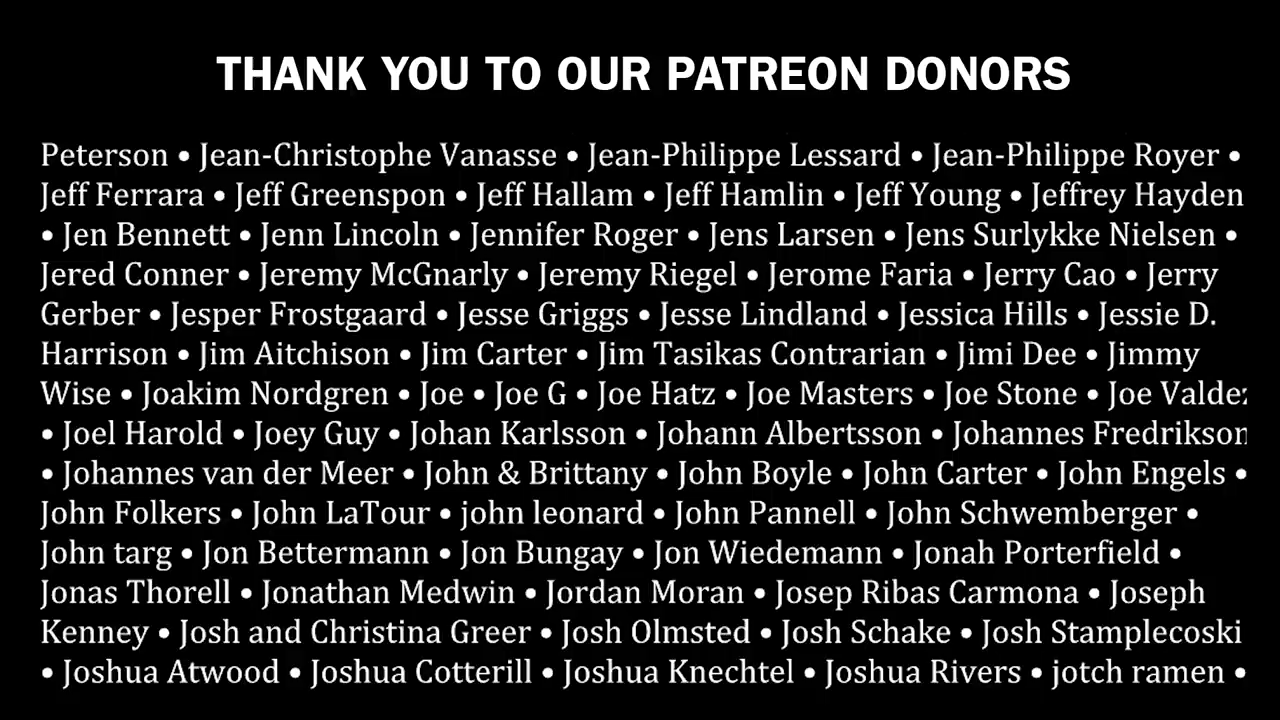 THANK YOU TO OUR PATREON DONORS
Peterson • Jean-Christophe Vanasse • Jean-Philippe Lessard • Jean-Philippe Royer •
Jeff Ferrara • Jeff Greenspon • Jeff Hallam • Jeff Hamlin • Jeff Young • Jeffrey Hayden
• Jen Bennett • Jenn Lincoln • Jennifer Roger • Jens Larsen • Jens Surlykke Nielsen •
Jered Conner • Jeremy McGnarly • Jeremy Riegel • Jerome Faria • Jerry Cao • Jerry
Gerber • Jesper Frostgaard • Jesse Griggs • Jesse Lindland • Jessica Hills • Jessie D.
Harrison • Jim Aitchison • Jim Carter • Jim Tasikas Contrarian • Jimi Dee • Jimmy
Wise • Joakim Nordgren • Joe • Joe G • Joe Hatz • Joe Masters • Joe Stone • Joe Valdez
• Joel Harold • Joey Guy • Johan Karlsson • Johann Albertsson • Johannes Fredrikson
• Johannes van der Meer • John & Brittany • John Boyle • John Carter • John Engels •
John Folkers • John LaTour • john leonard • John Pannell • John Schwemberger •
John targ • Jon Bettermann • Jon Bungay • Jon Wiedemann • Jonah Porterfield •
Jonas Thorell • Jonathan Medwin • Jordan Moran • Josep Ribas Carmona • Joseph
Kenney • Josh and Christina Greer • Josh Olmsted • Josh Schake • Josh Stamplecoski
• Joshua Atwood • Joshua Cotterill • Joshua Knechtel • Joshua Rivers • jotch ramen •